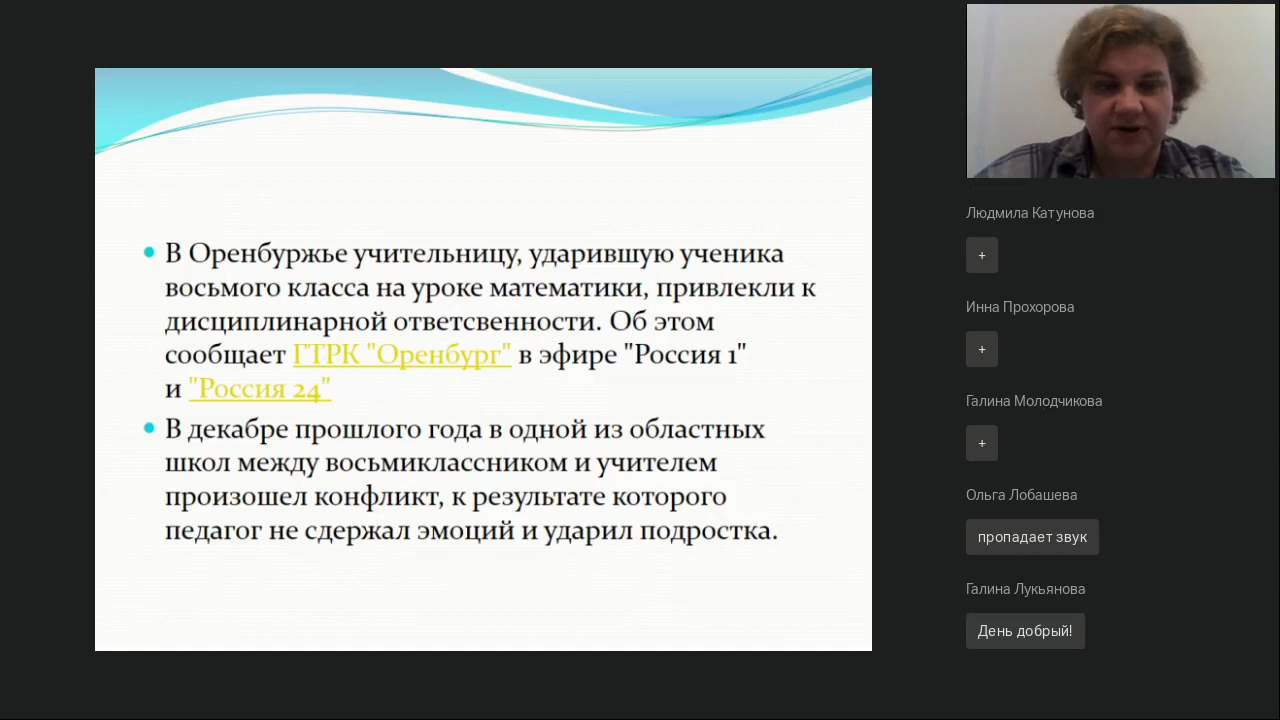 В Оренбуржье учительницу, ударившую ученика
восьмого класса на уроке математики, привлекли к
дисциплинарной ответсвенности. Об этом
сообщает ГТРК "Оренбург" в эфире "Россия 1"
и "Россия 24"
В декабре прошлого года в одной из областных
школ между восьмиклассником и учителем
произошел конфликт, к результате которого
педагог не сдержал эмоций и ударил подростка.
Людмила Катунова
+
Инна Прохорова
+
Галина Молодчикова
+
Ольга Лобашева
пропадает звук
Галина Лукьянова
День добрый!